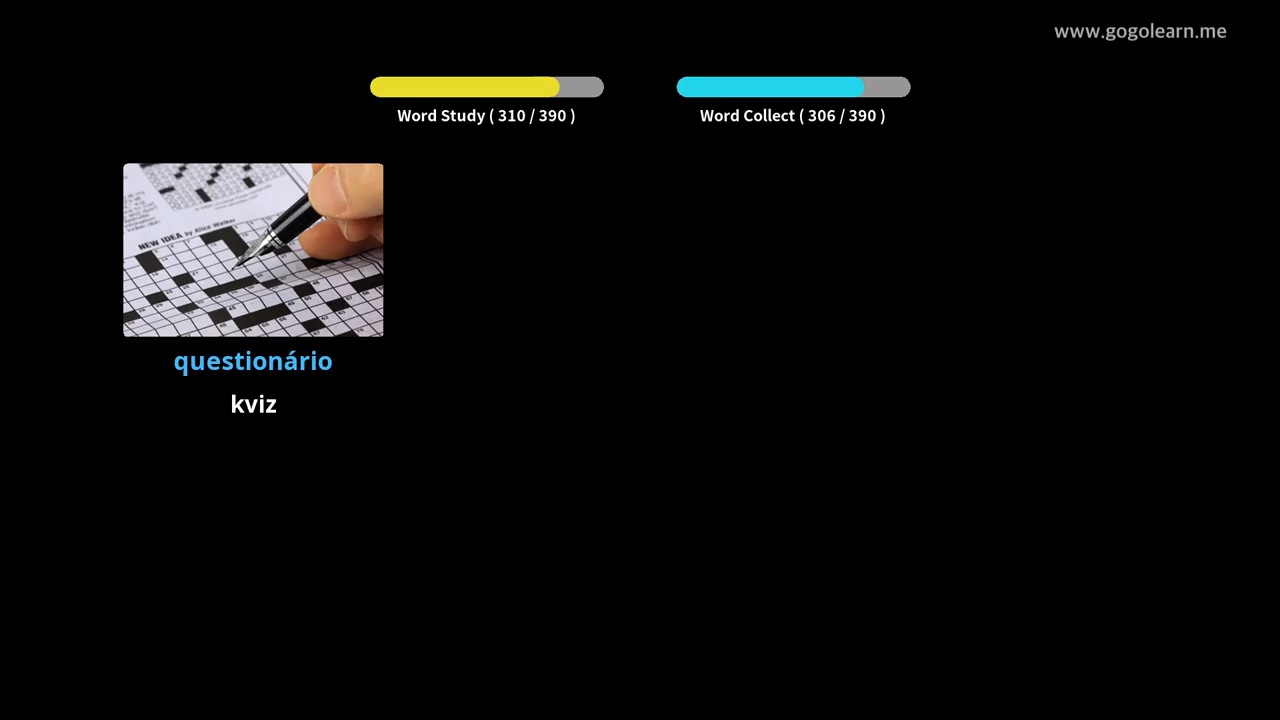 www.gogolearn.me
Word Study ( 310 / 390 )
Word Collect ( 306 / 390 )
NEW IDEA by Alice Walker
questionário
kviz